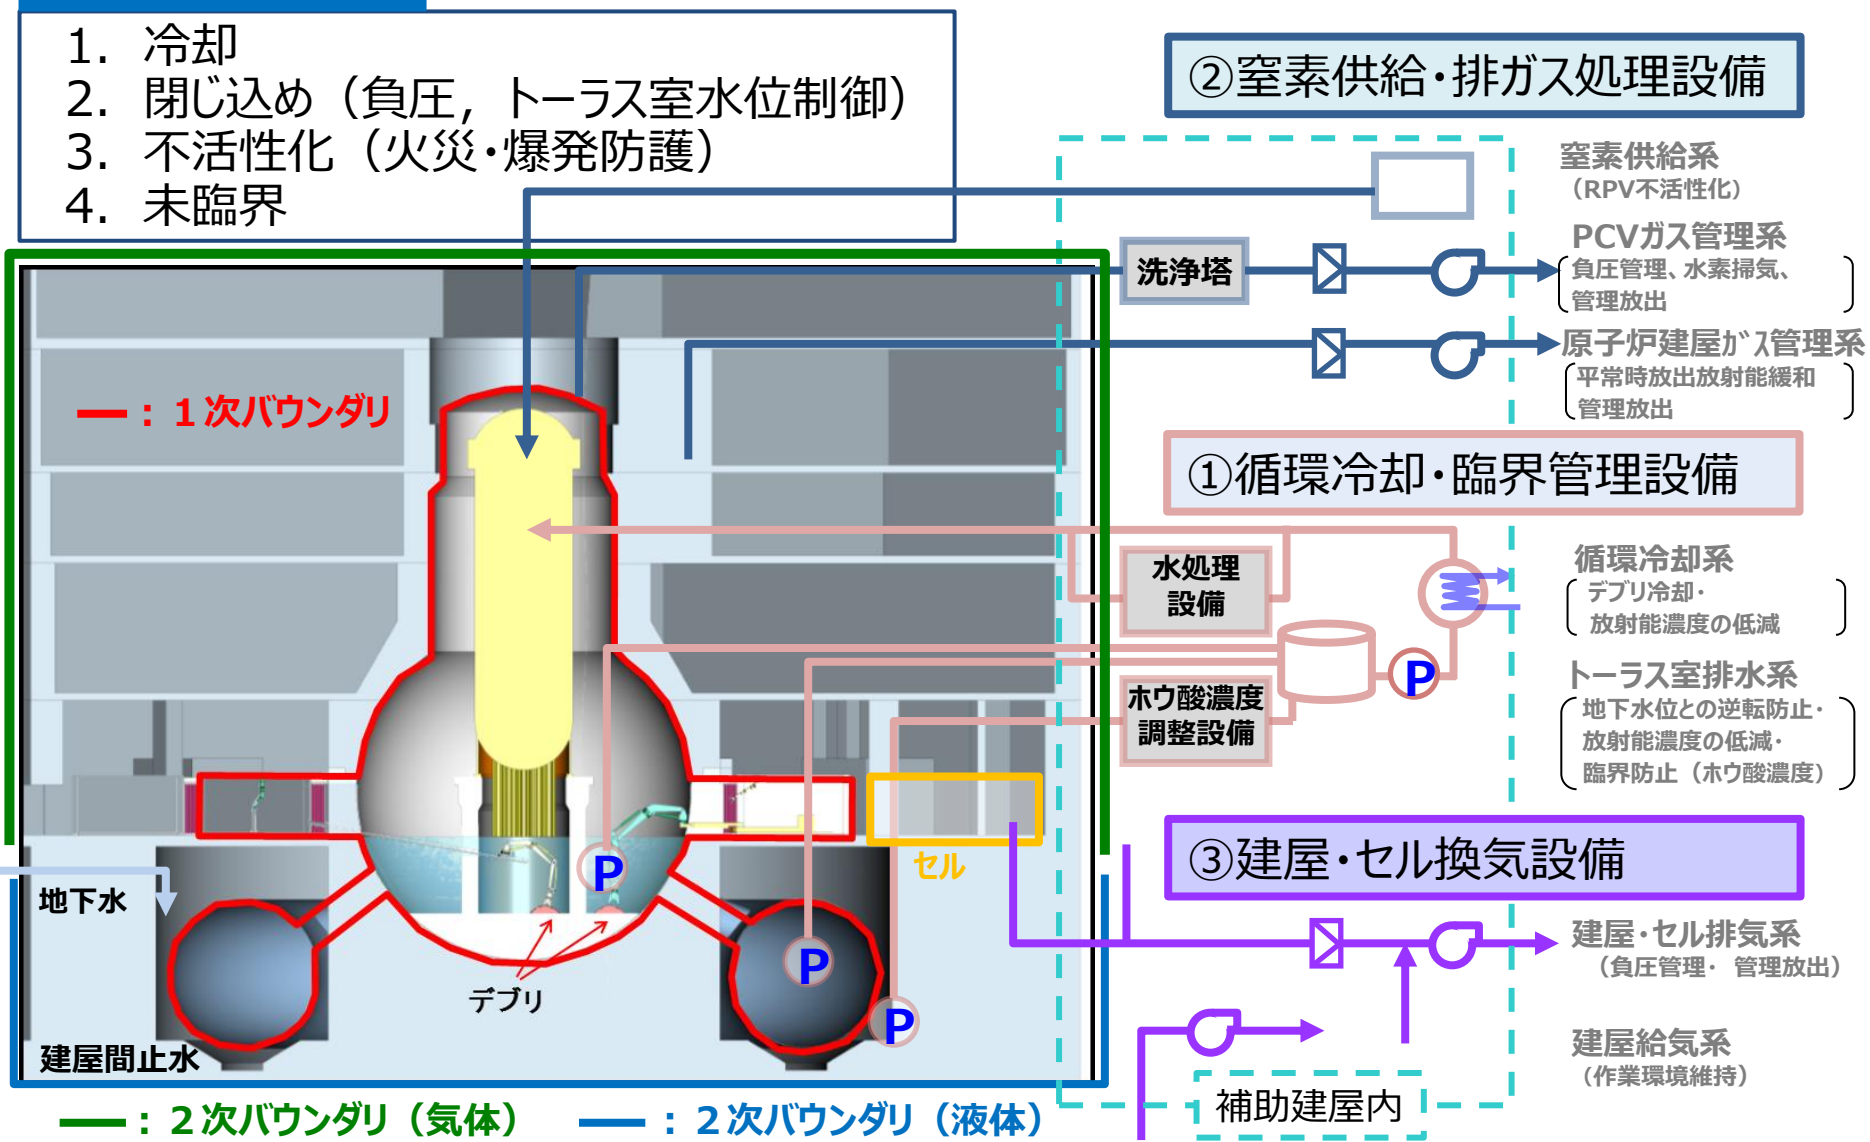 1. 冷却
2. 閉じ込め（負圧，トーラス室水位制御）
3. 不活性化（火災・爆発防護）
4. 未臨界
②窒素供給・排ガス処理設備
窒素供給系
（RPV不活性化）
洗浄塔
PCVガス管理系
負圧管理、水素掃気、
管理放出
原子炉建屋ｶﾞｽ管理系
平常時放出放射能緩和
管理放出
：１次バウンダリ
①循環冷却・臨界管理設備
水処理
設備
循環冷却系
デブリ冷却・
放射能濃度の低減
P
ホウ酸濃度
調整設備
トーラス室排水系
地下水位との逆転防止・
放射能濃度の低減・
臨界防止（ホウ酸濃度）
③建屋・セル換気設備
セル
P
地下水
P
デブリ
P
建屋・セル排気系
（負圧管理・ 管理放出）
建屋間止水
建屋給気系
（作業環境維持）
補助建屋内
：２次バウンダリ（気体）
：２次バウンダリ（液体）